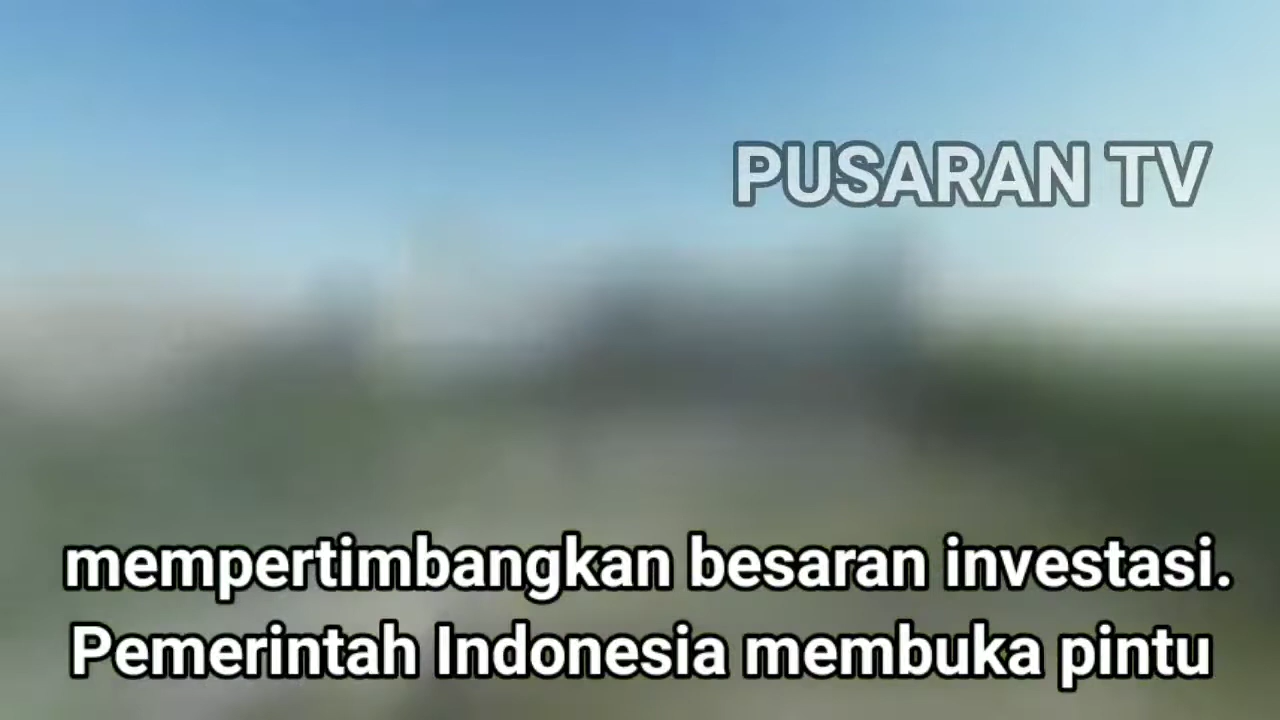 PUSARAN TV
mempertimbangkan besaran investasi.
Pemerintah Indonesia membuka pintu